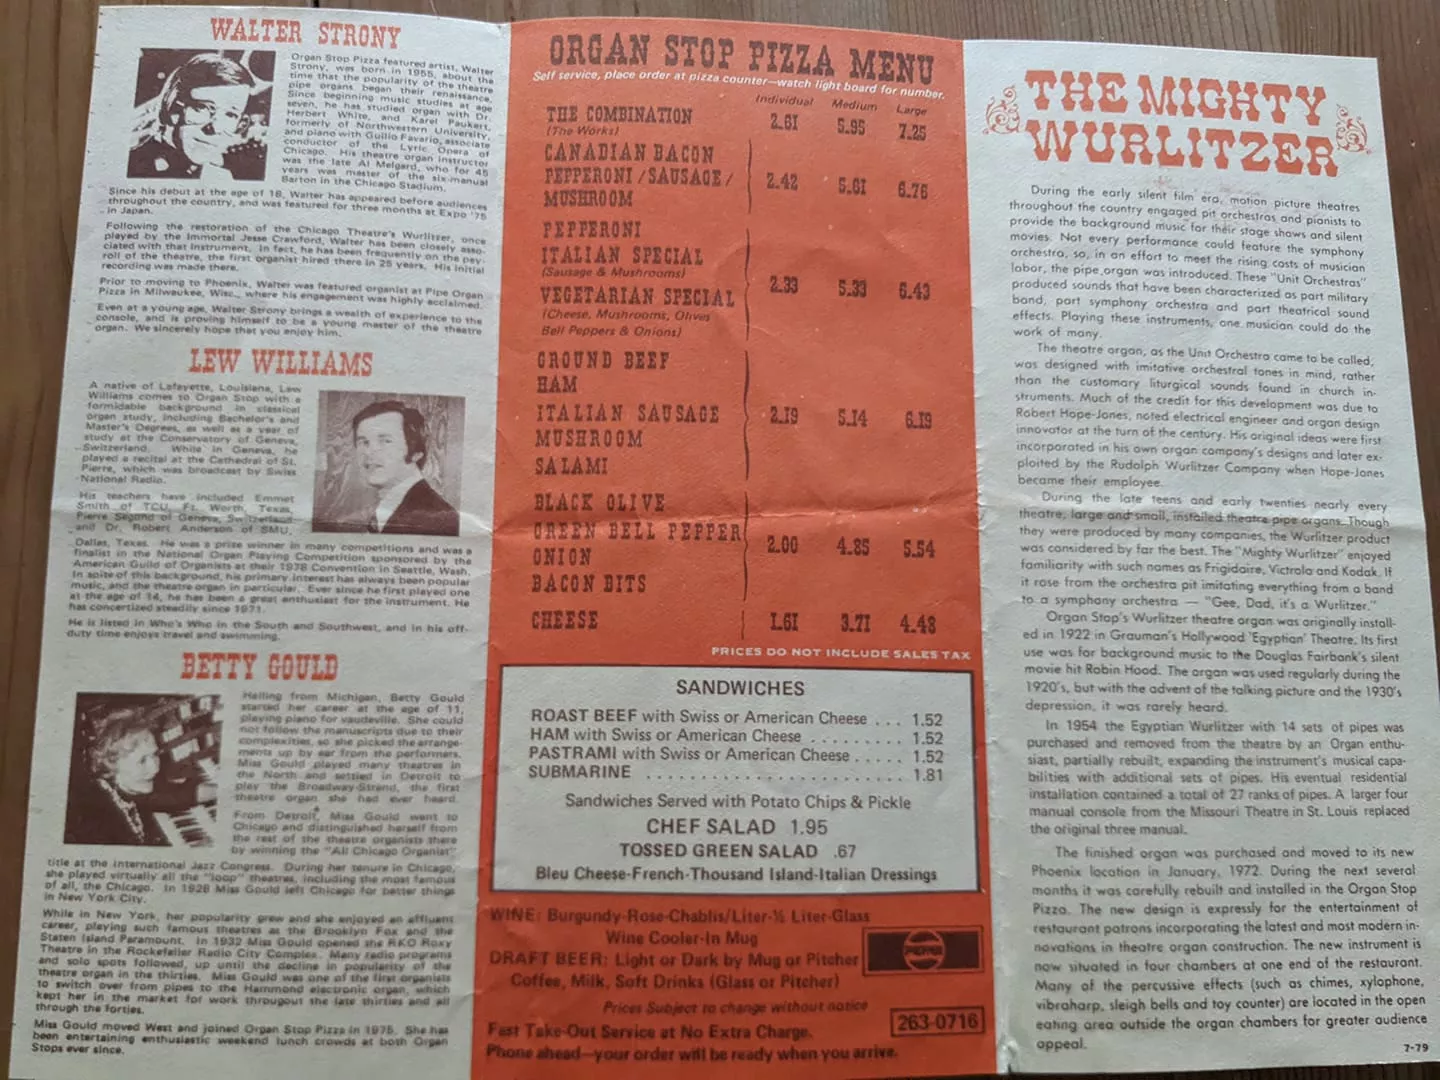 WALTER STRONY
Organ Stop Pizza featured artist, Walter
Strony, was born in 1955, about the
time that the popularity of the theatre
pipe organs began their renaissance.
Since beginning music studies at age
seven, he has studied organ with Dr.
Herbert White, and Karel Paukert,
formerly of Northwestern University,
and piano with Guilio Favario, associate
conductor of the Lyric Opera of
Chicago. His theatre organ instructor
was the late Al Melgard, who for 45
years was master of the six-manual
Barton in the Chicago Stadium.
Since his debut at the age of 18, Walter has appeared before audiences
throughout the country, and was featured for three months at Expo '75
in Japan.
Following the restoration of the Chicago Theatre's Wurlitzer, once
played by the Immortal Jesse Crawford, Walter has been closely asso-
ciated with that instrument. In fact, he has been frequently on the pay-
roll of the theatre, the first organist hired there in 25 years. His initial
recording was made there.
Prior to moving to Phoenix, Walter was featured organist at Pipe Organ
Pizza in Milwaukee, Wisc., where his engagement was highly acclaimed.
Even at a young age, Walter Strony brings a wealth of experience to the
console, and is proving himself to be a young master of the theatre
organ. We sincerely hope that you enjoy him.
LEW WILLIAMS
A native of Lafayette, Louisiana, Lew
Williams comes to Organ Stop with a
formidable background in classical
organ study, including Bachelor's and
Master's Degrees, as well as a year of
study at the Conservatory of Geneva,
Switzerland. While in Geneva, he
played a recital at the Cathedral of St.
Pierre, which was broadcast by Swiss
National Radio.
His teachers have included Emmet
Smith of TCU, Ft. Worth, Texas,
Pierre Segond of Geneva, Switzerland
and Dr. Robert Anderson of SMU,
Dallas, Texas. He was a prize winner in many competitions and was a
finalist in the National Organ Playing Competition sponsored by the
American Guild of Organists at their 1978 Convention in Seattle, Wash.
In spite of this background, his primary interest has always been popular
music, and the theatre organ in particular. Ever since he first played one
at the age of 14, he has been a great enthusiast for the instrument. He
has concertized steadily since 1971.
He is listed in Who's Who in the South and Southwest, and in his off-
duty time enjoys travel and swimming.
BETTY GOULD
Hailing from Michigan, Betty Gould
started her career at the age of 11,
playing piano for vaudeville. She could
not follow the manuscripts due to their
complexities, so she picked the arrange-
ments up by ear from the performers.
Miss Gould played many theatres in
the North and settled in Detroit to
play the Broadway-Strand, the first
theatre organ she had ever heard.
From Detroit, Miss Gould went to
Chicago and distinguished herself from
the rest of the theatre organists there
by winning the "All Chicago Organist"
title at the International Jazz Congress. During her tenure in Chicago,
she played virtually all the "loop" theatres, including the most famous
of all, the Chicago. In 1928 Miss Gould left Chicago for better things
in New York City.
While in New York, her popularity grew and she enjoyed an affluent
career, playing such famous theatres as the Brooklyn Fox and the
Staten Island Paramount. In 1932 Miss Gould opened the RKO Roxy
Theatre in the Rockefeller Radio City Complex. Many radio programs
and solo spots followed, up until the decline in popularity of the
theatre organ in the thirties. Miss Gould was one of the first organists
to switch over from pipes to the Hammond electronic organ, which
kept her in the market for work througout the late thirties and all
through the forties.
Miss Gould moved West and joined Organ Stop Pizza in 1975. She has
been entertaining enthusiastic weekend lunch crowds at both Organ
Stops ever since.
ORGAN STOP PIZZA MENU
Self service, place order at pizza counter—watch light board for number.
Individual Medium Large
THE COMBINATION 2.61 5.95 7.25
(The Works)
CANADIAN BACON
PEPPERONI/SAUSAGE/ 2.42 5.61 6.76
MUSHROOM
PEPPERONI
ITALIAN SPECIAL
(Sausage & Mushrooms) 2.33 5.33 6.43
VEGETARIAN SPECIAL
(Cheese, Mushrooms, Olives
Bell Peppers & Onions)
GROUND BEEF
HAM
ITALIAN SAUSAGE 2.19 5.14 6.19
MUSHROOM
SALAMI
BLACK OLIVE
GREEN BELL PEPPER
ONION 2.00 4.85 5.54
BACON BITS
CHEESE 1.61 3.71 4.48
PRICES DO NOT INCLUDE SALES TAX
SANDWICHES
ROAST BEEF with Swiss or American Cheese . . . 1.52
HAM with Swiss or American Cheese . . . . . . . . . 1.52
PASTRAMI with Swiss or American Cheese . . . . . 1.52
SUBMARINE . . . . . . . . . . . . . . . . . . . . . . . . . . 1.81
Sandwiches Served with Potato Chips & Pickle
CHEF SALAD 1.95
TOSSED GREEN SALAD .67
Bleu Cheese-French-Thousand Island-Italian Dressings
WINE: Burgundy-Rose-Chablis/Liter-½ Liter-Glass
Wine Cooler-In Mug
DRAFT BEER: Light or Dark by Mug or Pitcher
Coffee, Milk, Soft Drinks (Glass or Pitcher)
PEPSI
Prices Subject to change without notice
Fast Take-Out Service at No Extra Charge.
263-0716
Phone ahead—your order will be ready when you arrive.
THE MIGHTY
WURLITZER
During the early silent film era, motion picture theatres
throughout the country engaged pit orchestras and pianists to
provide the background music for their stage shows and silent
movies. Not every performance could feature the symphony
orchestra, so, in an effort to meet the rising costs of musician
labor, the pipe organ was introduced. These "Unit Orchestras"
produced sounds that have been characterized as part military
band, part symphony orchestra and part theatrical sound
effects. Playing these instruments, one musician could do the
work of many.
The theatre organ, as the Unit Orchestra came to be called,
was designed with imitative orchestral tones in mind, rather
than the customary liturgical sounds found in church in-
struments. Much of the credit for this development was due to
Robert Hope-Jones, noted electrical engineer and organ design
innovator at the turn of the century. His original ideas were first
incorporated in his own organ company's designs and later ex-
ploited by the Rudolph Wurlitzer Company when Hope-Jones
became their employee.
During the late teens and early twenties nearly every
theatre, large and small, installed theatre pipe organs. Though
they were produced by many companies, the Wurlitzer product
was considered by far the best. The "Mighty Wurlitzer" enjoyed
familiarity with such names as Frigidaire, Victrola and Kodak. If
it rose from the orchestra pit imitating everything from a band
to a symphony orchestra — "Gee, Dad, it's a Wurlitzer."
Organ Stop's Wurlitzer theatre organ was originally install-
ed in 1922 in Grauman's Hollywood 'Egyptian' Theatre. Its first
use was for background music to the Douglas Fairbank's silent
movie hit Robin Hood. The organ was used regularly during the
1920's, but with the advent of the talking picture and the 1930's
depression, it was rarely heard.
In 1954 the Egyptian Wurlitzer with 14 sets of pipes was
purchased and removed from the theatre by an Organ enthu-
siast, partially rebuilt, expanding the instrument's musical capa-
bilities with additional sets of pipes. His eventual residential
installation contained a total of 27 ranks of pipes. A larger four
manual console from the Missouri Theatre in St. Louis replaced
the original three manual.
The finished organ was purchased and moved to its new
Phoenix location in January, 1972. During the next several
months it was carefully rebuilt and installed in the Organ Stop
Pizza. The new design is expressly for the entertainment of
restaurant patrons incorporating the latest and most modern in-
novations in theatre organ construction. The new instrument is
now situated in four chambers at one end of the restaurant.
Many of the percussive effects (such as chimes, xylophone,
vibraharp, sleigh bells and toy counter) are located in the open
eating area outside the organ chambers for greater audience
appeal.
7-79